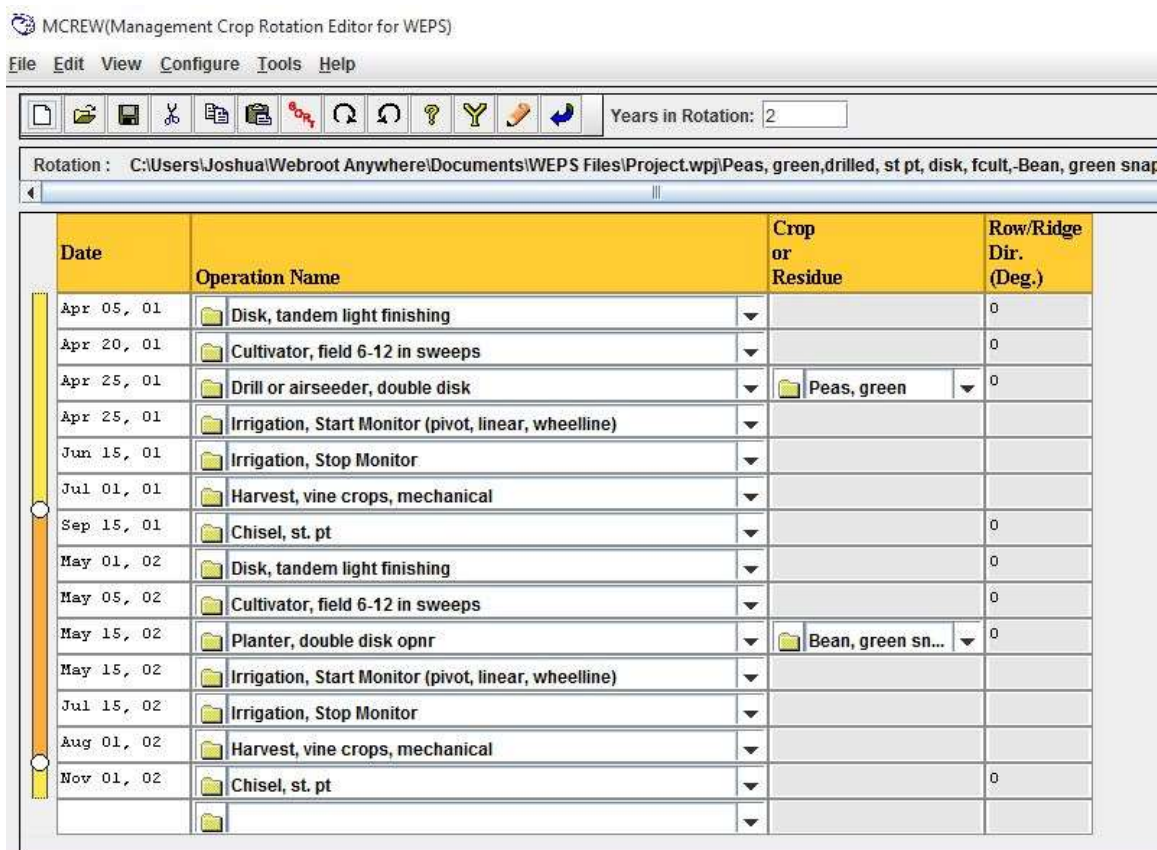 MCREW(Management Crop Rotation Editor for WEPS)
File Edit View Configure Tools Help
SORT ? Y Years in Rotation: 2
Rotation : C:\Users\Joshua\Webroot Anywhere\Documents\WEPS Files\Project.wpj\Peas, green,drilled, st pt, disk, fcult,-Bean, green snap
Date Operation Name Crop or Residue Row/Ridge Dir. (Deg.)
Apr 05, 01 Disk, tandem light finishing 0
Apr 20, 01 Cultivator, field 6-12 in sweeps 0
Apr 25, 01 Drill or airseeder, double disk Peas, green 0
Apr 25, 01 Irrigation, Start Monitor (pivot, linear, wheelline)
Jun 15, 01 Irrigation, Stop Monitor
Jul 01, 01 Harvest, vine crops, mechanical
Sep 15, 01 Chisel, st. pt 0
May 01, 02 Disk, tandem light finishing 0
May 05, 02 Cultivator, field 6-12 in sweeps 0
May 15, 02 Planter, double disk opnr Bean, green sn... 0
May 15, 02 Irrigation, Start Monitor (pivot, linear, wheelline)
Jul 15, 02 Irrigation, Stop Monitor
Aug 01, 02 Harvest, vine crops, mechanical
Nov 01, 02 Chisel, st. pt 0